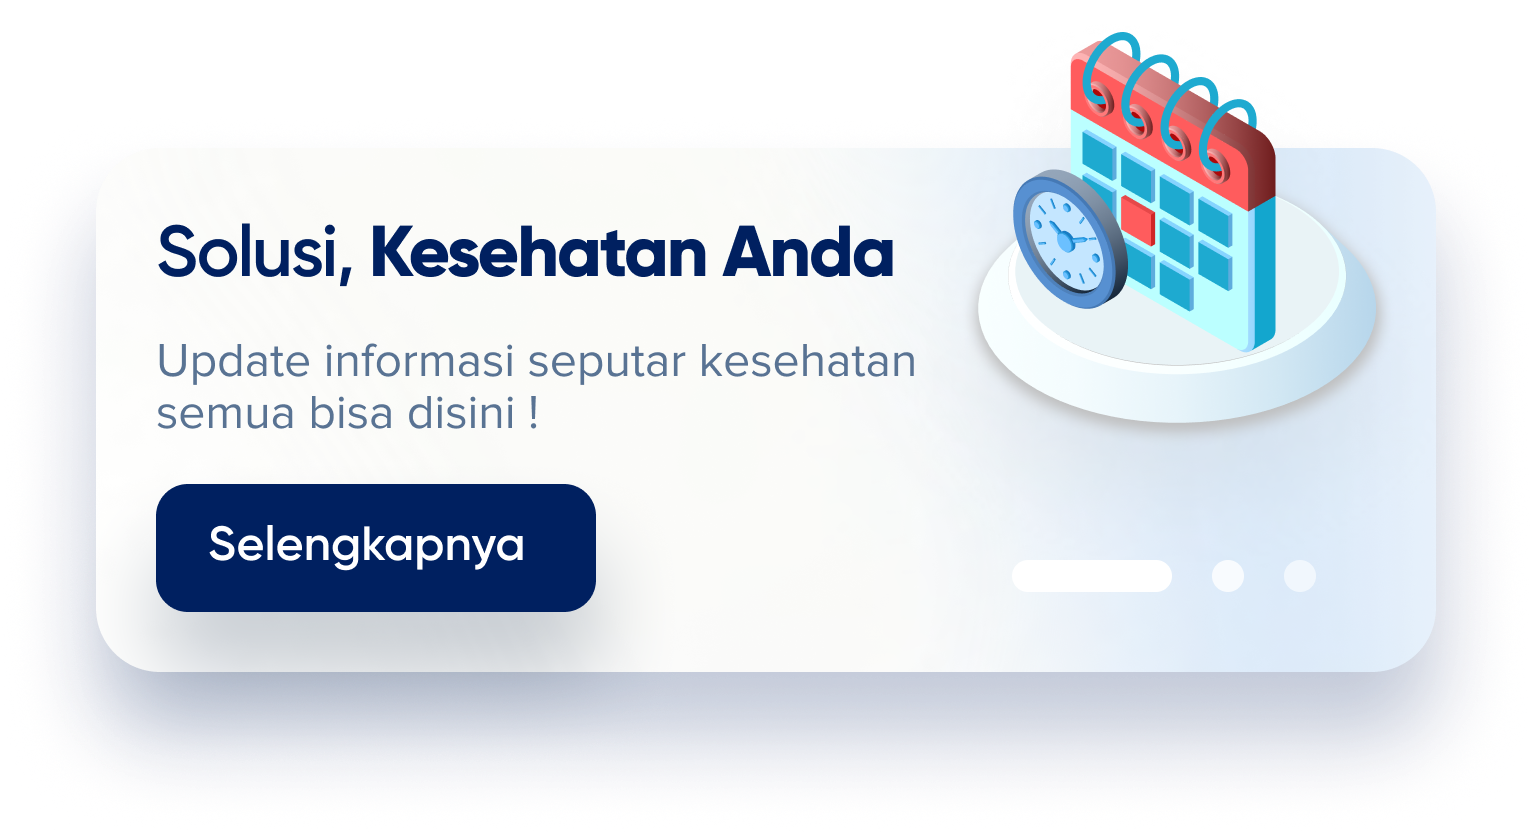 Solusi, Kesehatan Anda
Update informasi seputar kesehatan
semua bisa disini !
Selengkapnya